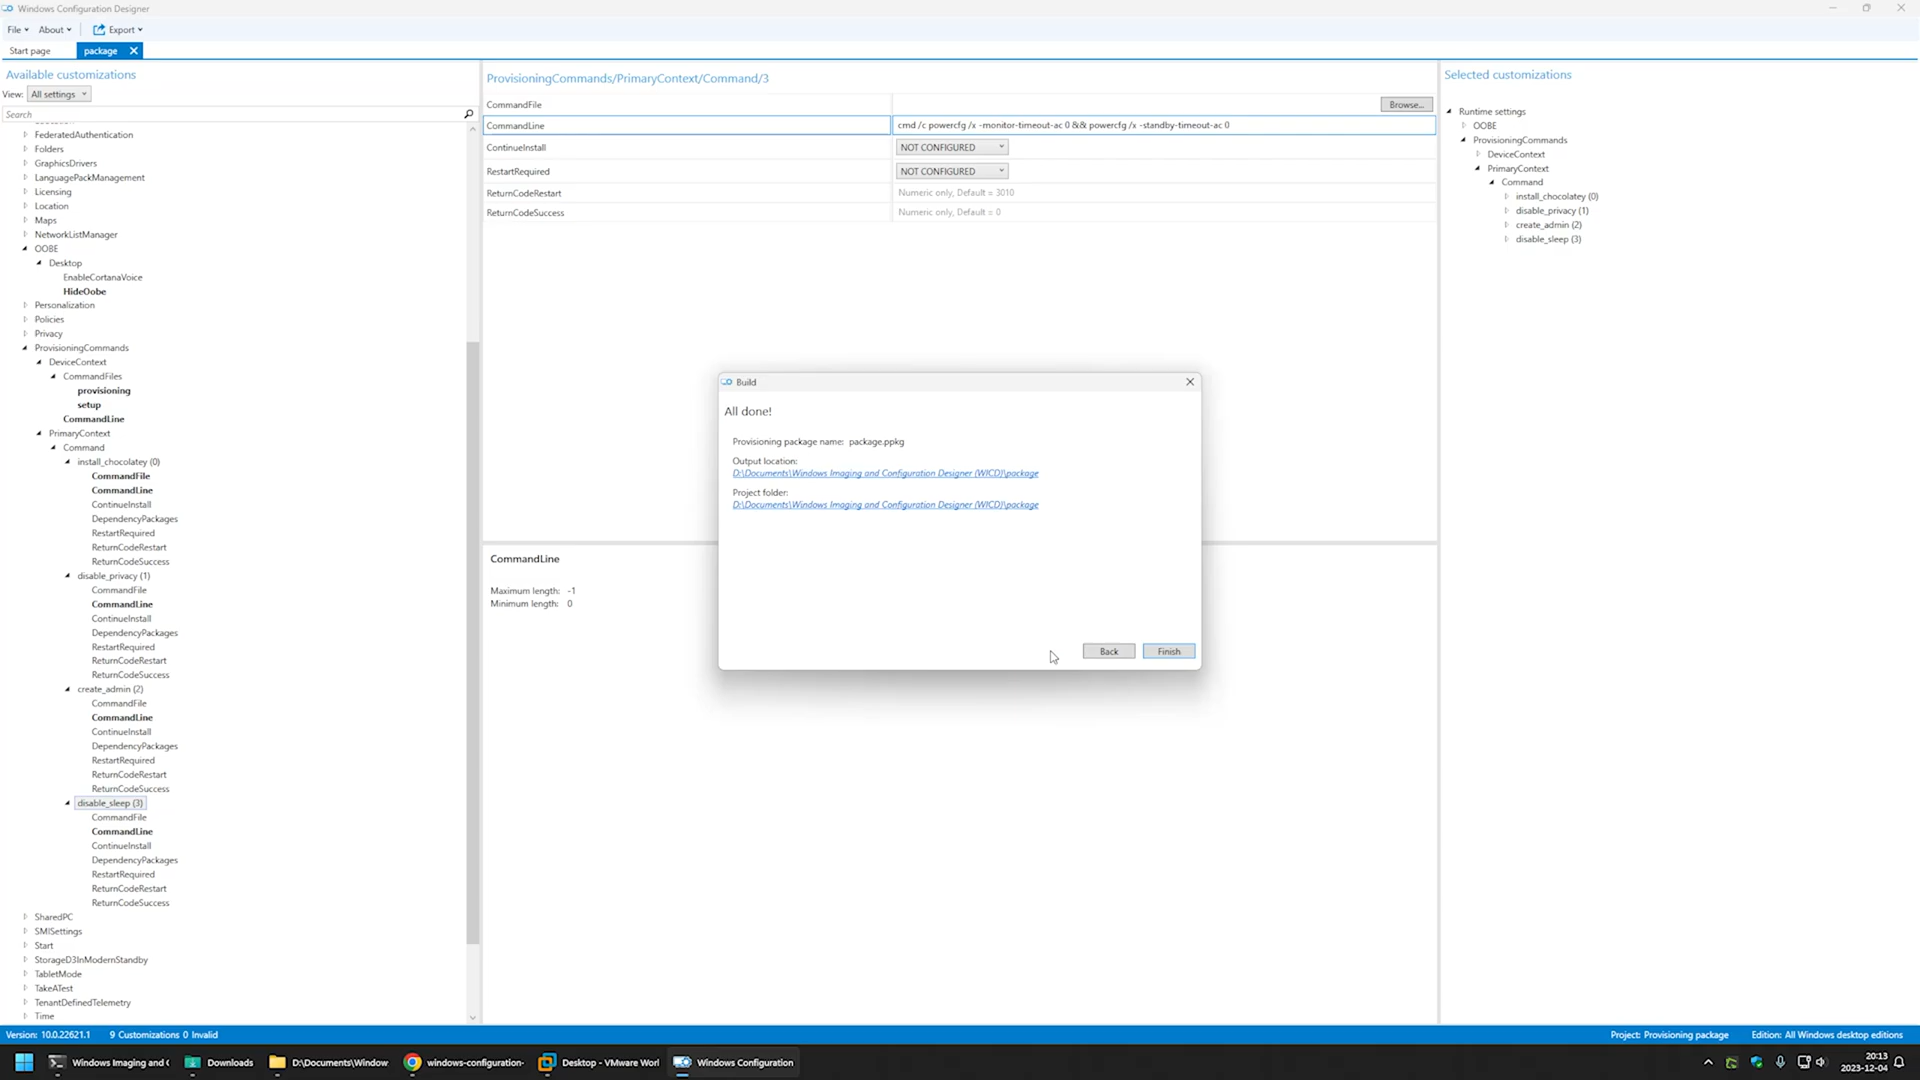 Windows Configuration Designer
File
About
Export
Start page
package
Available customizations
View: All settings
Search
FederatedAuthentication
Folders
GraphicsDrivers
LanguagePackManagement
Licensing
Location
Maps
NetworkListManager
OOBE
Desktop
EnableCortanaVoice
HideOobe
Personalization
Policies
Privacy
ProvisioningCommands
DeviceContext
CommandFiles
provisioning
setup
CommandLine
PrimaryContext
Command
install_chocolatey (0)
CommandFile
CommandLine
ContinueInstall
DependencyPackages
RestartRequired
ReturnCodeRestart
ReturnCodeSuccess
disable_privacy (1)
CommandFile
CommandLine
ContinueInstall
DependencyPackages
RestartRequired
ReturnCodeRestart
ReturnCodeSuccess
create_admin (2)
CommandFile
CommandLine
ContinueInstall
DependencyPackages
RestartRequired
ReturnCodeRestart
ReturnCodeSuccess
disable_sleep (3)
CommandFile
CommandLine
ContinueInstall
DependencyPackages
RestartRequired
ReturnCodeRestart
ReturnCodeSuccess
SharedPC
SMISettings
Start
StorageD3InModernStandby
TabletMode
TakeATest
TenantDefinedTelemetry
Time
ProvisioningCommands/PrimaryContext/Command/3
CommandFile Browse...
CommandLine cmd /c powercfg /x -monitor-timeout-ac 0 && powercfg /x -standby-timeout-ac 0
ContinueInstall NOT CONFIGURED
RestartRequired NOT CONFIGURED
ReturnCodeRestart Numeric only, Default = 3010
ReturnCodeSuccess Numeric only, Default = 0
Build
All done!
Provisioning package name: package.ppkg
Output location:
D:\Documents\Windows Imaging and Configuration Designer (WICD)\package
Project folder:
D:\Documents\Windows Imaging and Configuration Designer (WICD)\package
Back Finish
CommandLine
Maximum length: -1
Minimum length: 0
Selected customizations
Runtime settings
OOBE
ProvisioningCommands
DeviceContext
PrimaryContext
Command
install_chocolatey (0)
disable_privacy (1)
create_admin (2)
disable_sleep (3)
Version: 10.0.22621.1 9 Customizations 0 Invalid Project: Provisioning package Edition: All Windows desktop editions
Windows Imaging and C Downloads D:\Documents\Window windows-configuration- Desktop - VMware Worl Windows Configuration
20:13
2023-12-04